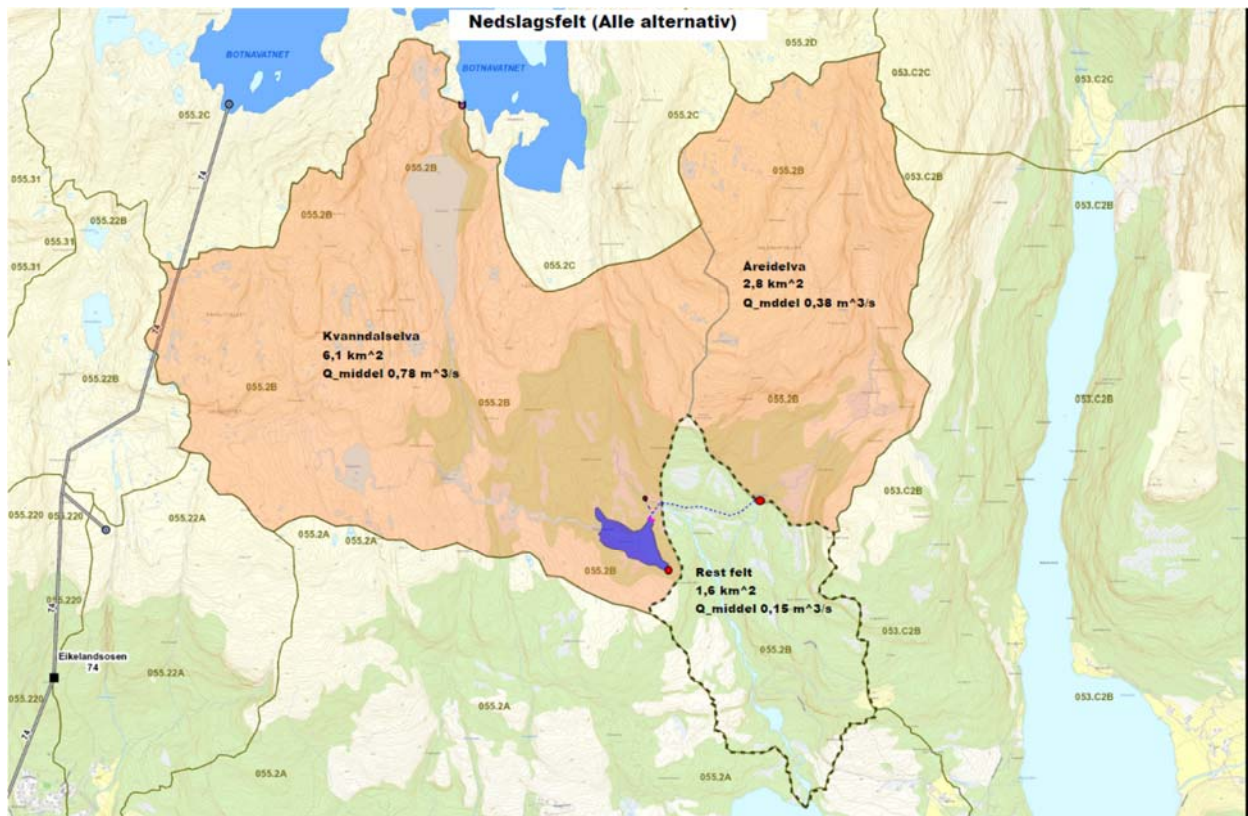 Nedslagsfelt (Alle alternativ)
BOTNAVATNET
BOTNAVATNET
055.2D
053.C2C
053.C2C
055.2C
055.2C
74
055.2B
055.2B
053.C2B
055.31
055.22B
055.2B
053.C2B
053.C2B
055.31
055.2C
Åreidelva
2,8 km^2
Q_mddel 0,38 m^3/s
74
Kvanndalselva
6,1 km^2
Q_middel 0,78 m^3/s
055.22B
055.2B
055.2B
055.2B
053.C2B
053.C2B
055.220
055.220
055.22A
055.2A
055.2A
055.2B
Rest felt
1,6 km^2
Q_middel 0,15 m^3/s
74
053.C2B
055.2B
Eikelandsosen
74
055.22A
055.220
055.2A
053.C2B
74
055.2A
055.2A